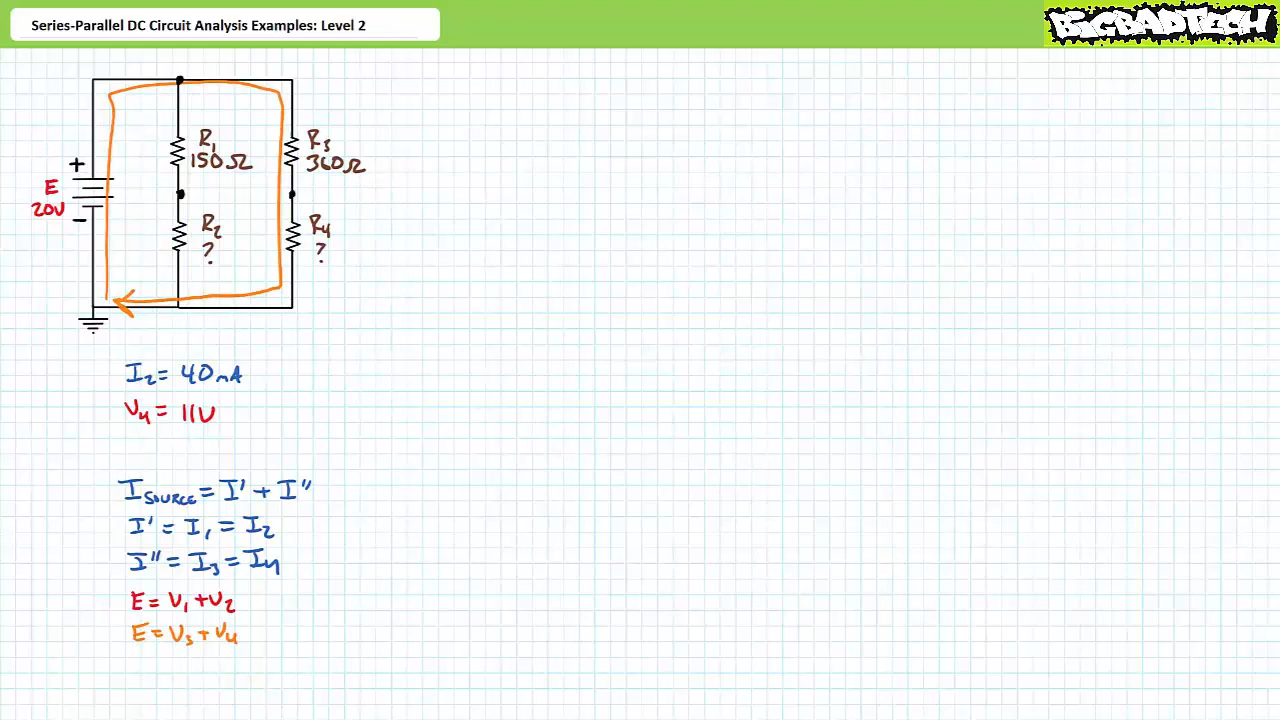 Series-Parallel DC Circuit Analysis Examples: Level 2
BIGBADTECH
+
E
20V
−
R₁
150Ω
R₂
?
R₃
360Ω
R₄
?
I₂ = 40mA
V₄ = 11V
I SOURCE = I' + I''
I' = I₁ = I₂
I'' = I₃ = I₄
E = V₁ + V₂
E = V₃ + V₄